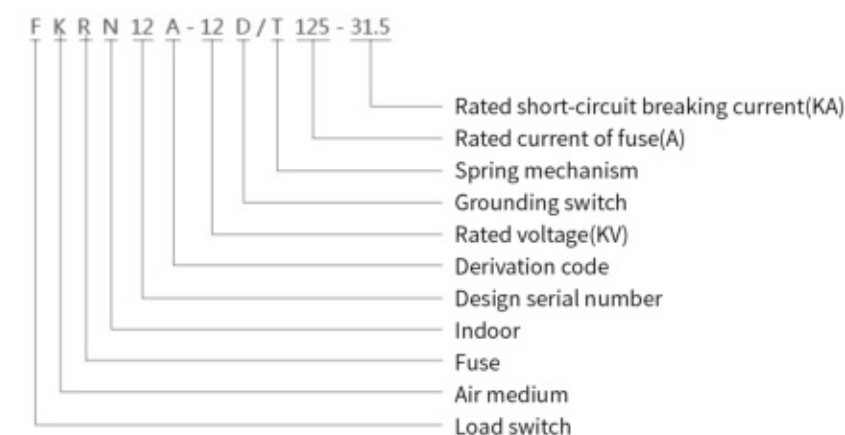 F K R N 12 A - 12 D / T 125 - 31.5
Rated short-circuit breaking current(KA)
Rated current of fuse(A)
Spring mechanism
Grounding switch
Rated voltage(KV)
Derivation code
Design serial number
Indoor
Fuse
Air medium
Load switch